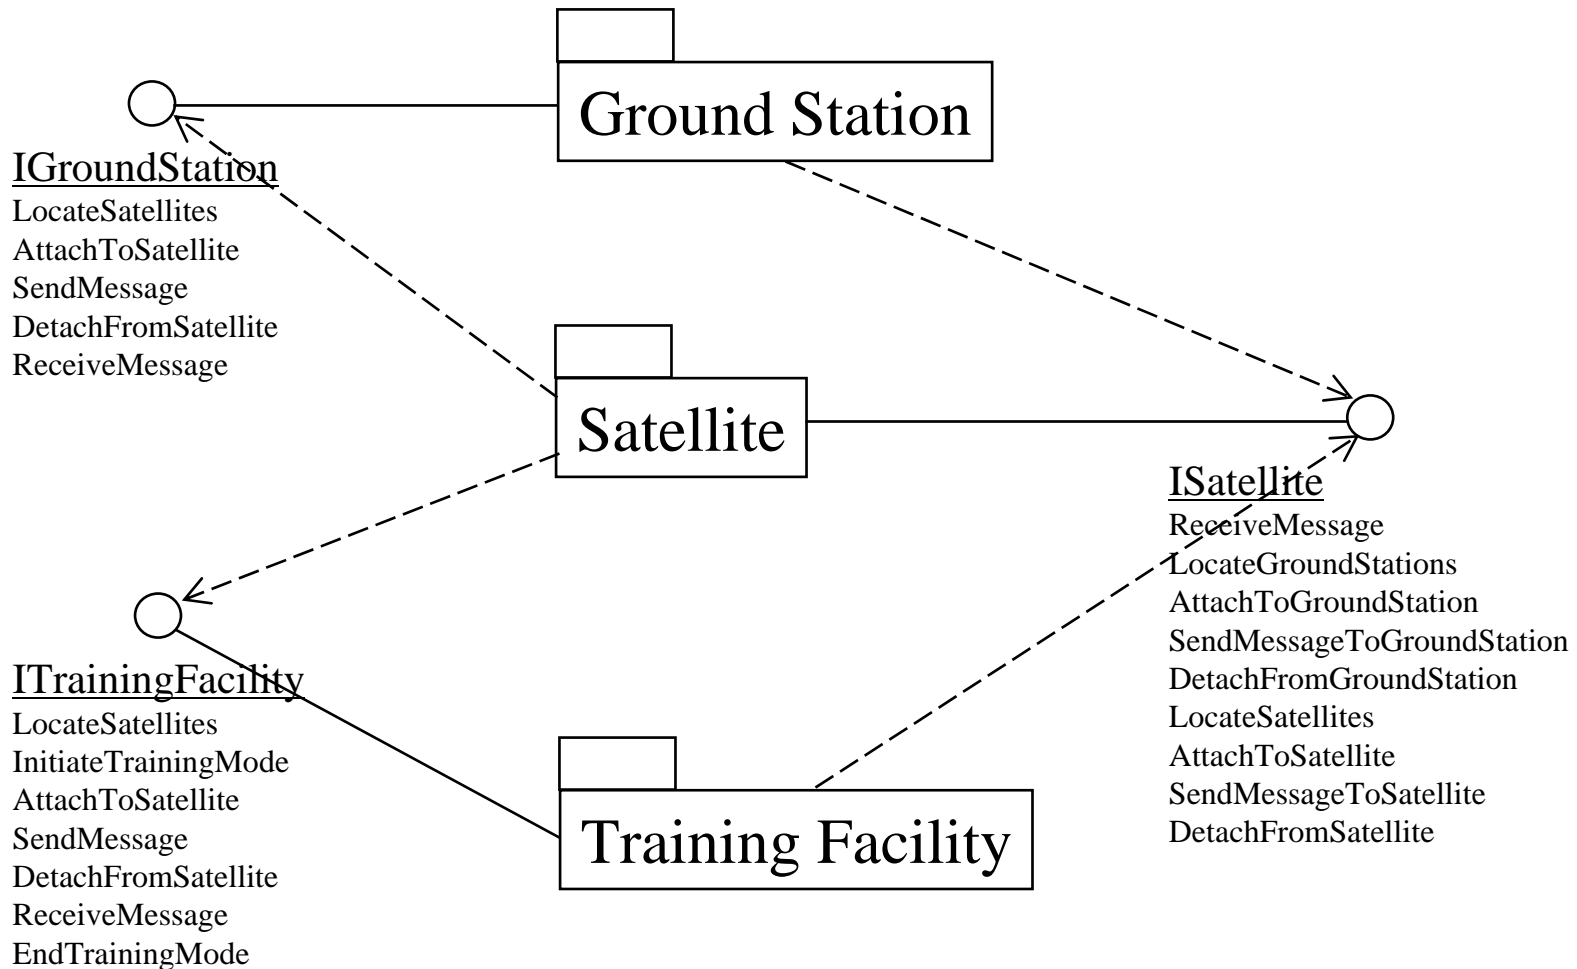 Ground Station
IGroundStation
LocateSatellites
AttachToSatellite
SendMessage
DetachFromSatellite
ReceiveMessage
Satellite
ISatellite
ReceiveMessage
LocateGroundStations
AttachToGroundStation
SendMessageToGroundStation
DetachFromGroundStation
LocateSatellites
AttachToSatellite
SendMessageToSatellite
DetachFromSatellite
ITrainingFacility
LocateSatellites
InitiateTrainingMode
AttachToSatellite
SendMessage
DetachFromSatellite
ReceiveMessage
EndTrainingMode
Training Facility